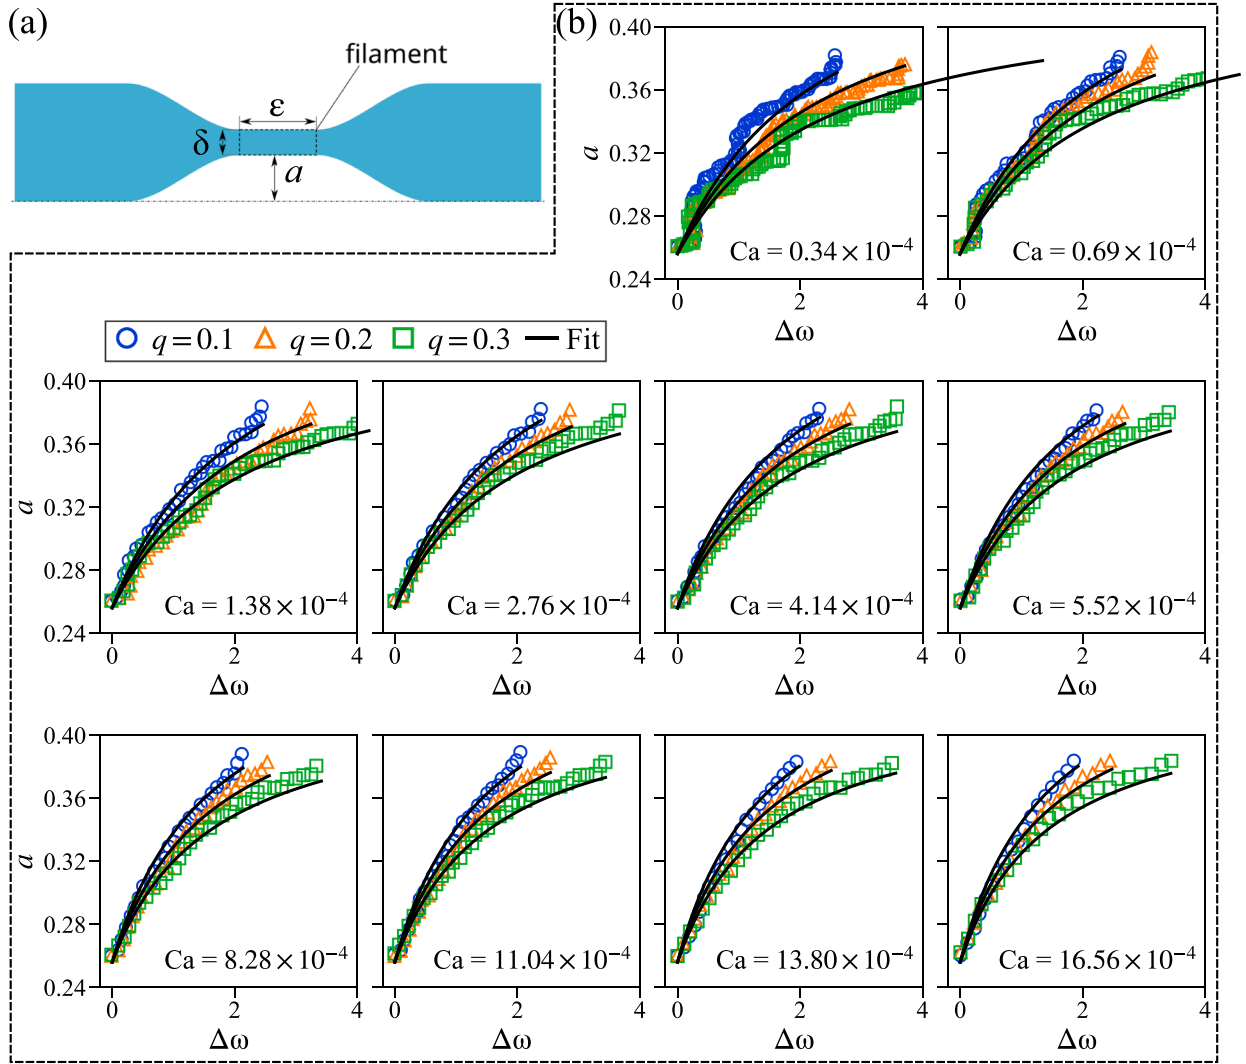 (a)
filament
ε
δ
a
(b)
0.40
0.36
0.32
0.28
0.24
a
Ca = 0.34 × 10⁻⁴
Ca = 0.69 × 10⁻⁴
0 2 4
0 2 4
Δω
Δω
q = 0.1 q = 0.2 q = 0.3 Fit
0.40
0.36
0.32
0.28
0.24
a
Ca = 1.38 × 10⁻⁴
Ca = 2.76 × 10⁻⁴
Ca = 4.14 × 10⁻⁴
Ca = 5.52 × 10⁻⁴
0 2 4
0 2 4
0 2 4
0 2 4
Δω
Δω
Δω
Δω
0.40
0.36
0.32
0.28
0.24
a
Ca = 8.28 × 10⁻⁴
Ca = 11.04 × 10⁻⁴
Ca = 13.80 × 10⁻⁴
Ca = 16.56 × 10⁻⁴
0 2 4
0 2 4
0 2 4
0 2 4
Δω
Δω
Δω
Δω